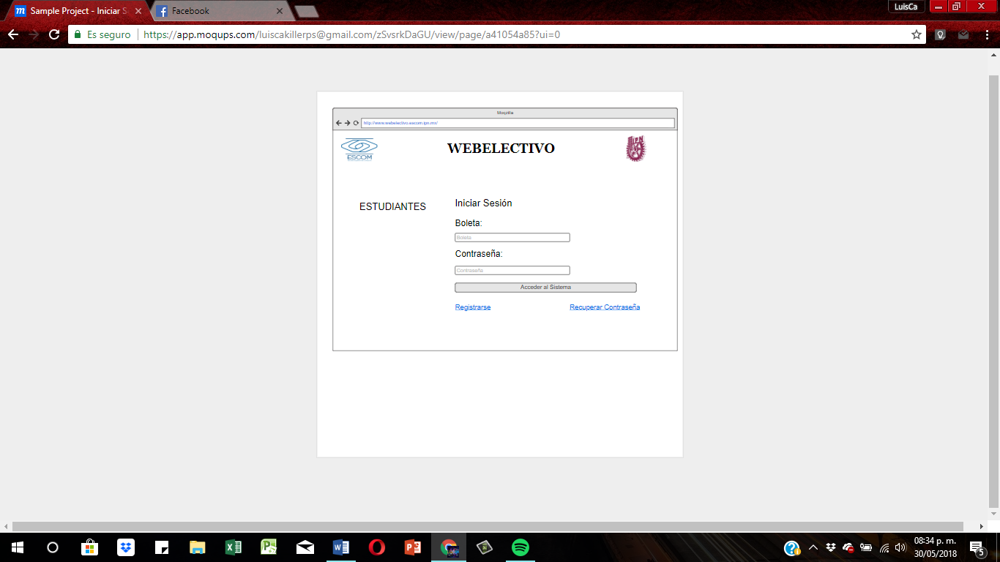 Sample Project - Iniciar S
Facebook
LuisCa
Es seguro
https://app.moqups.com/luiscakillerps@gmail.com/zSvsrkDaGU/view/page/a41054a85?ui=0
Moqzilla
http://www.webelectivo.escom.ipn.mx/
ESCOM
WEBELECTIVO
IPN
ESTUDIANTES
Iniciar Sesión
Boleta:
Boleta
Contraseña:
Contraseña
Acceder al Sistema
Registrarse
Recuperar Contraseña
08:34 p. m.
30/05/2018
5